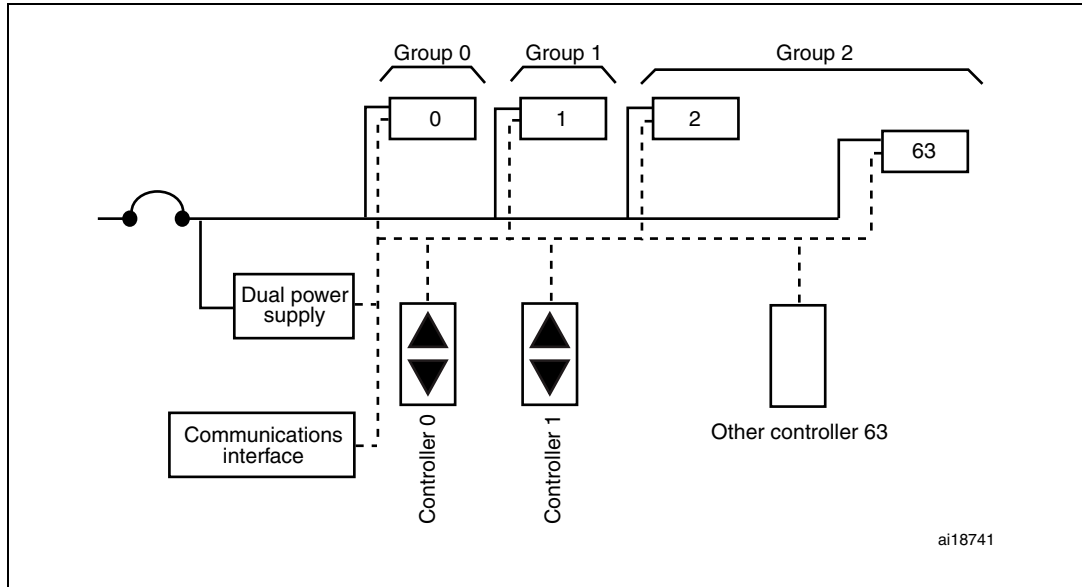 Group 0
Group 1
Group 2
0
1
2
63
Dual power
supply
Communications
interface
Controller 0
Controller 1
Other controller 63
ai18741